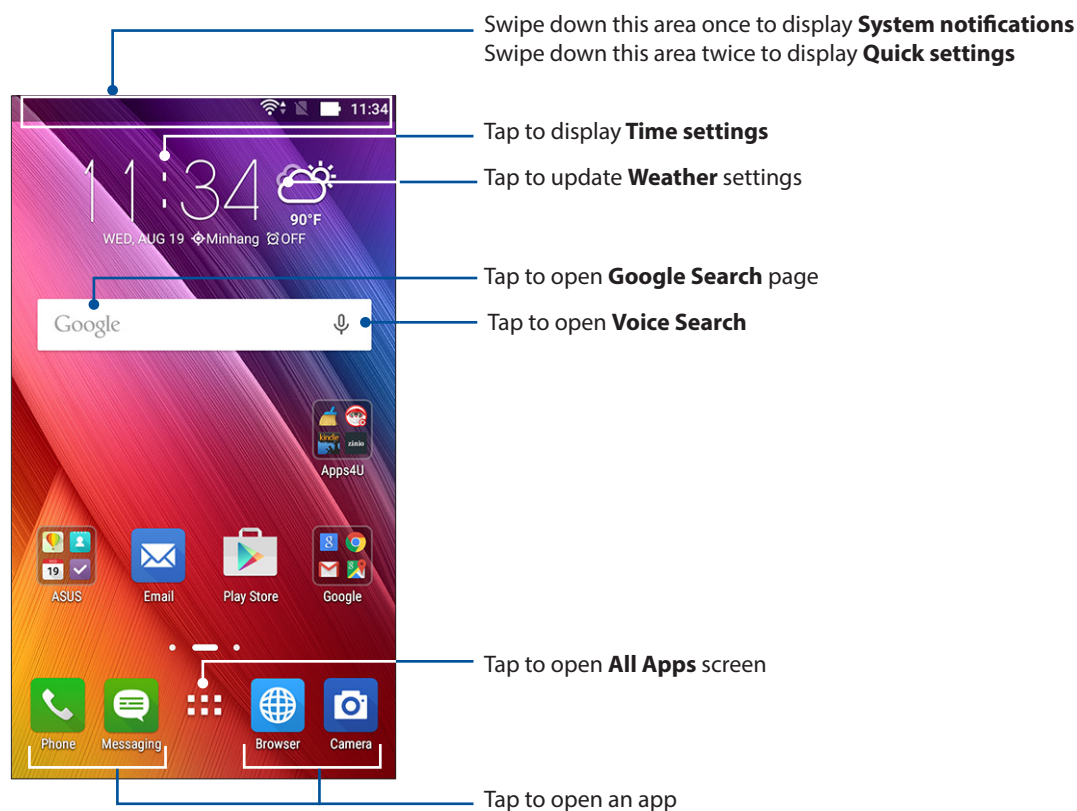 Swipe down this area once to display System notifications
Swipe down this area twice to display Quick settings
11:34
Tap to display Time settings
11:34
Tap to update Weather settings
90°F
WED, AUG 19 Minhang OFF
Tap to open Google Search page
Google
Tap to open Voice Search
kindle zinio
Apps4U
19
8
8
ASUS Email Play Store Google
Tap to open All Apps screen
Phone Messaging Browser Camera
Tap to open an app